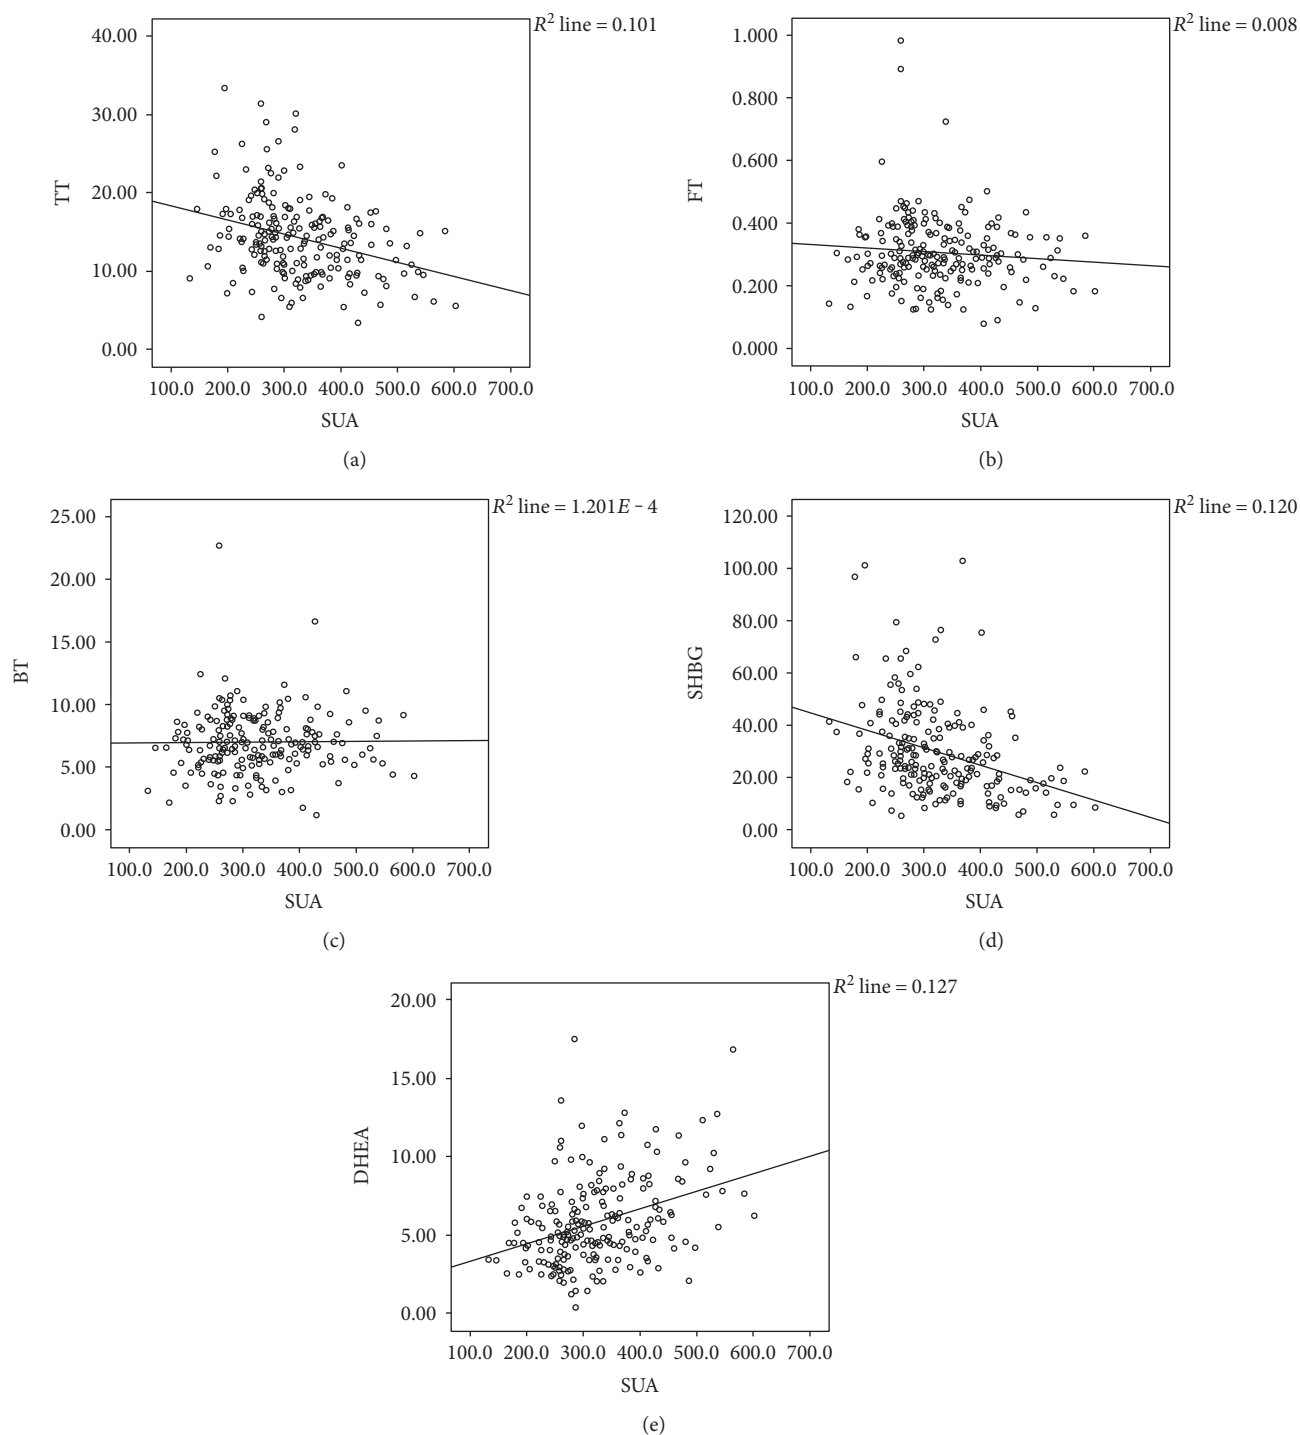 R² line = 0.101
40.00
30.00
20.00
10.00
0.00
TT
100.0 200.0 300.0 400.0 500.0 600.0 700.0
SUA
(a)
R² line = 0.008
1.000
0.800
0.600
0.400
0.200
0.000
FT
100.0 200.0 300.0 400.0 500.0 600.0 700.0
SUA
(b)
R² line = 1.201E - 4
25.00
20.00
15.00
10.00
5.00
0.00
BT
100.0 200.0 300.0 400.0 500.0 600.0 700.0
SUA
(c)
R² line = 0.120
120.00
100.00
80.00
60.00
40.00
20.00
0.00
SHBG
100.0 200.0 300.0 400.0 500.0 600.0 700.0
SUA
(d)
R² line = 0.127
20.00
15.00
10.00
5.00
0.00
DHEA
100.0 200.0 300.0 400.0 500.0 600.0 700.0
SUA
(e)